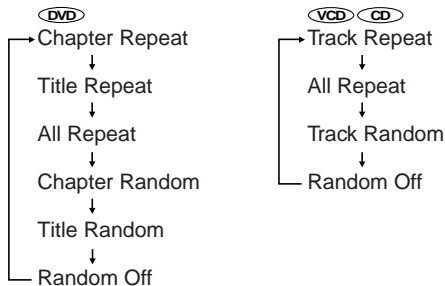 DVD
Chapter Repeat
Title Repeat
All Repeat
Chapter Random
Title Random
Random Off
VCD CD
Track Repeat
All Repeat
Track Random
Random Off